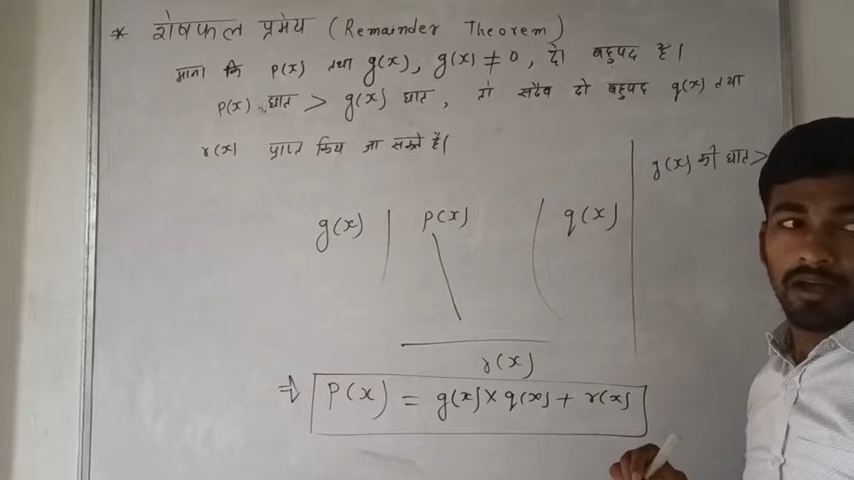 * शेषफल प्रमेय (Remainder Theorem)
माना कि p(x) तथा g(x), g(x) ≠ 0, दो बहुपद है।
p(x) घात > g(x) घात, तो सदैव दो बहुपद q(x) तथा
r(x) प्राप्त किय जा सकते है।
g(x) की घात >
g(x) | p(x) ( q(x)
r(x)
⇒ P(x) = g(x) × q(x) + r(x)